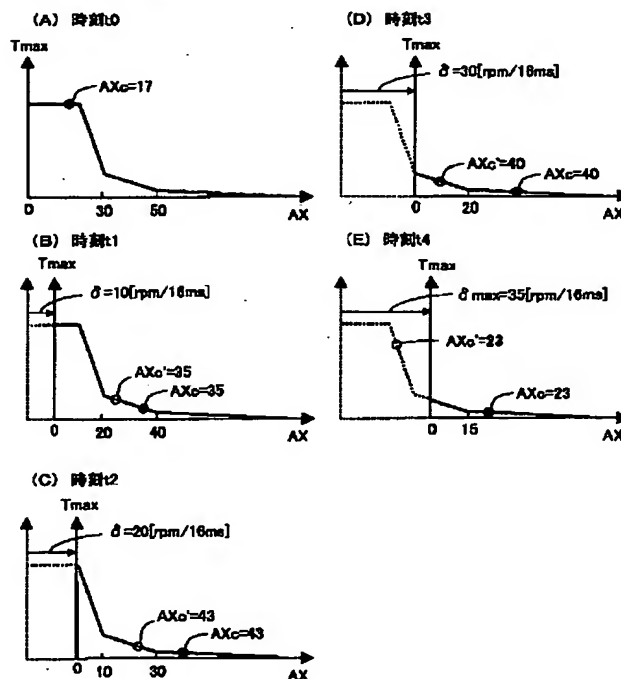 (A) 時刻t0
Tmax
AXc=17
0
30
50
AX
(B) 時刻t1
Tmax
δ=10[rpm/16ms]
AXc'=35
AXc=35
0
20
40
AX
(C) 時刻t2
Tmax
δ=20[rpm/16ms]
AXc'=43
AXc=43
0
10
30
AX
(D) 時刻t3
Tmax
δ=30[rpm/16ms]
AXc'=40
AXc=40
0
20
AX
(E) 時刻t4
Tmax
δmax=35[rpm/16ms]
AXc'=23
AXc=23
0
15
AX